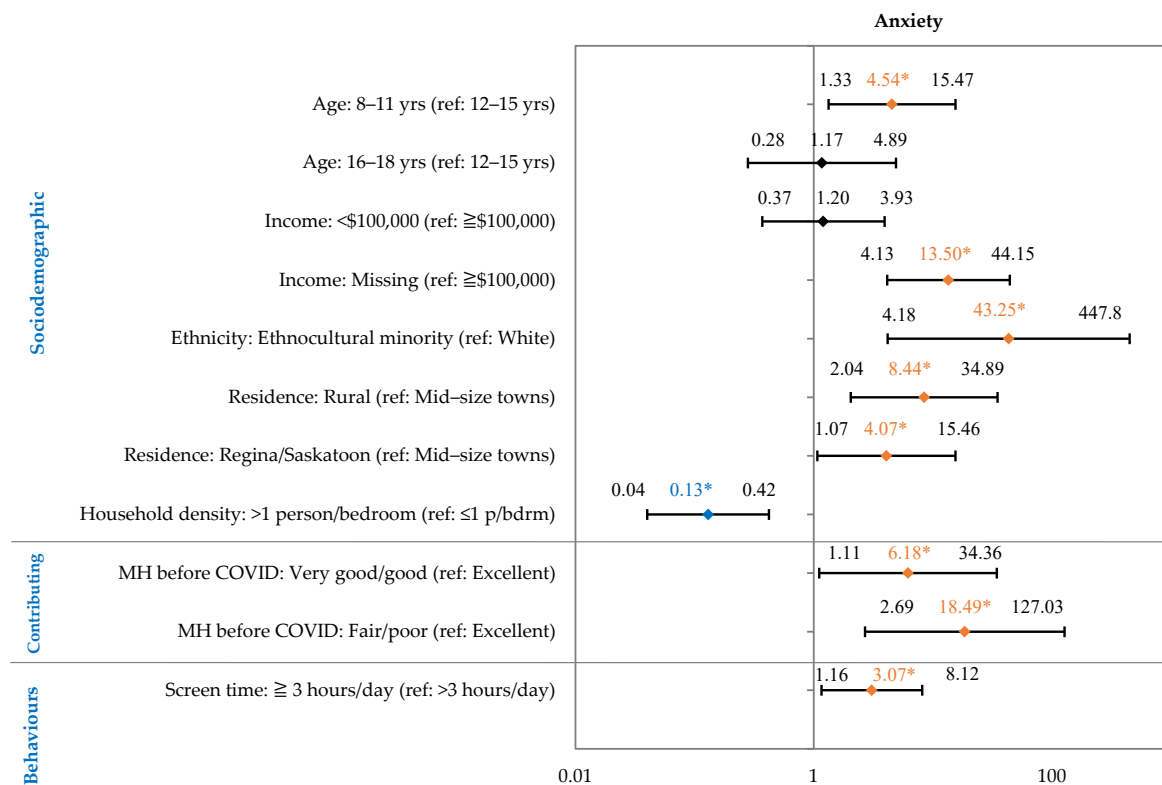 Anxiety
1.33 4.54* 15.47
Age: 8–11 yrs (ref: 12–15 yrs)
0.28 1.17 4.89
Age: 16–18 yrs (ref: 12–15 yrs)
0.37 1.20 3.93
Income: <$100,000 (ref: ≧$100,000)
4.13 13.50* 44.15
Income: Missing (ref: ≧$100,000)
4.18 43.25* 447.8
Ethnicity: Ethnocultural minority (ref: White)
2.04 8.44* 34.89
Residence: Rural (ref: Mid–size towns)
1.07 4.07* 15.46
Residence: Regina/Saskatoon (ref: Mid–size towns)
0.04 0.13* 0.42
Household density: >1 person/bedroom (ref: ≤1 p/bdrm)
Sociodemographic
1.11 6.18* 34.36
MH before COVID: Very good/good (ref: Excellent)
2.69 18.49* 127.03
MH before COVID: Fair/poor (ref: Excellent)
Contributing
1.16 3.07* 8.12
Screen time: ≧ 3 hours/day (ref: >3 hours/day)
Behaviours
0.01 1 100